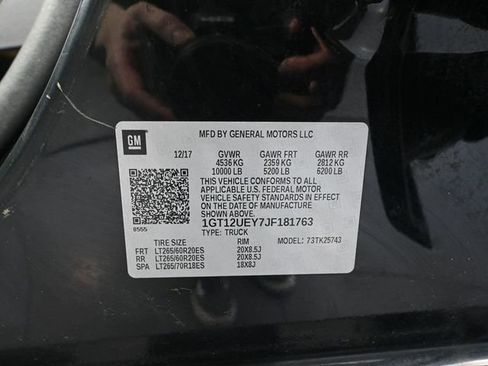 GM
MFD BY GENERAL MOTORS LLC
12/17 GVWR GAWR FRT GAWR RR
4536 KG 2359 KG 2812 KG
10000 LB 5200 LB 6200 LB
THIS VEHICLE CONFORMS TO ALL
APPLICABLE U.S. FEDERAL MOTOR
VEHICLE SAFETY STANDARDS IN EFFECT
ON THE DATE OF MANUFACTURE
SHOWN ABOVE.
1GT12UEY7JF181763
8555 TYPE: TRUCK
TIRE SIZE RIM MODEL: 73TK25743
FRT LT265/60R20ES 20X8.5J
RR LT265/60R20ES 20X8.5J
SPA LT265/70R18ES 18X8J